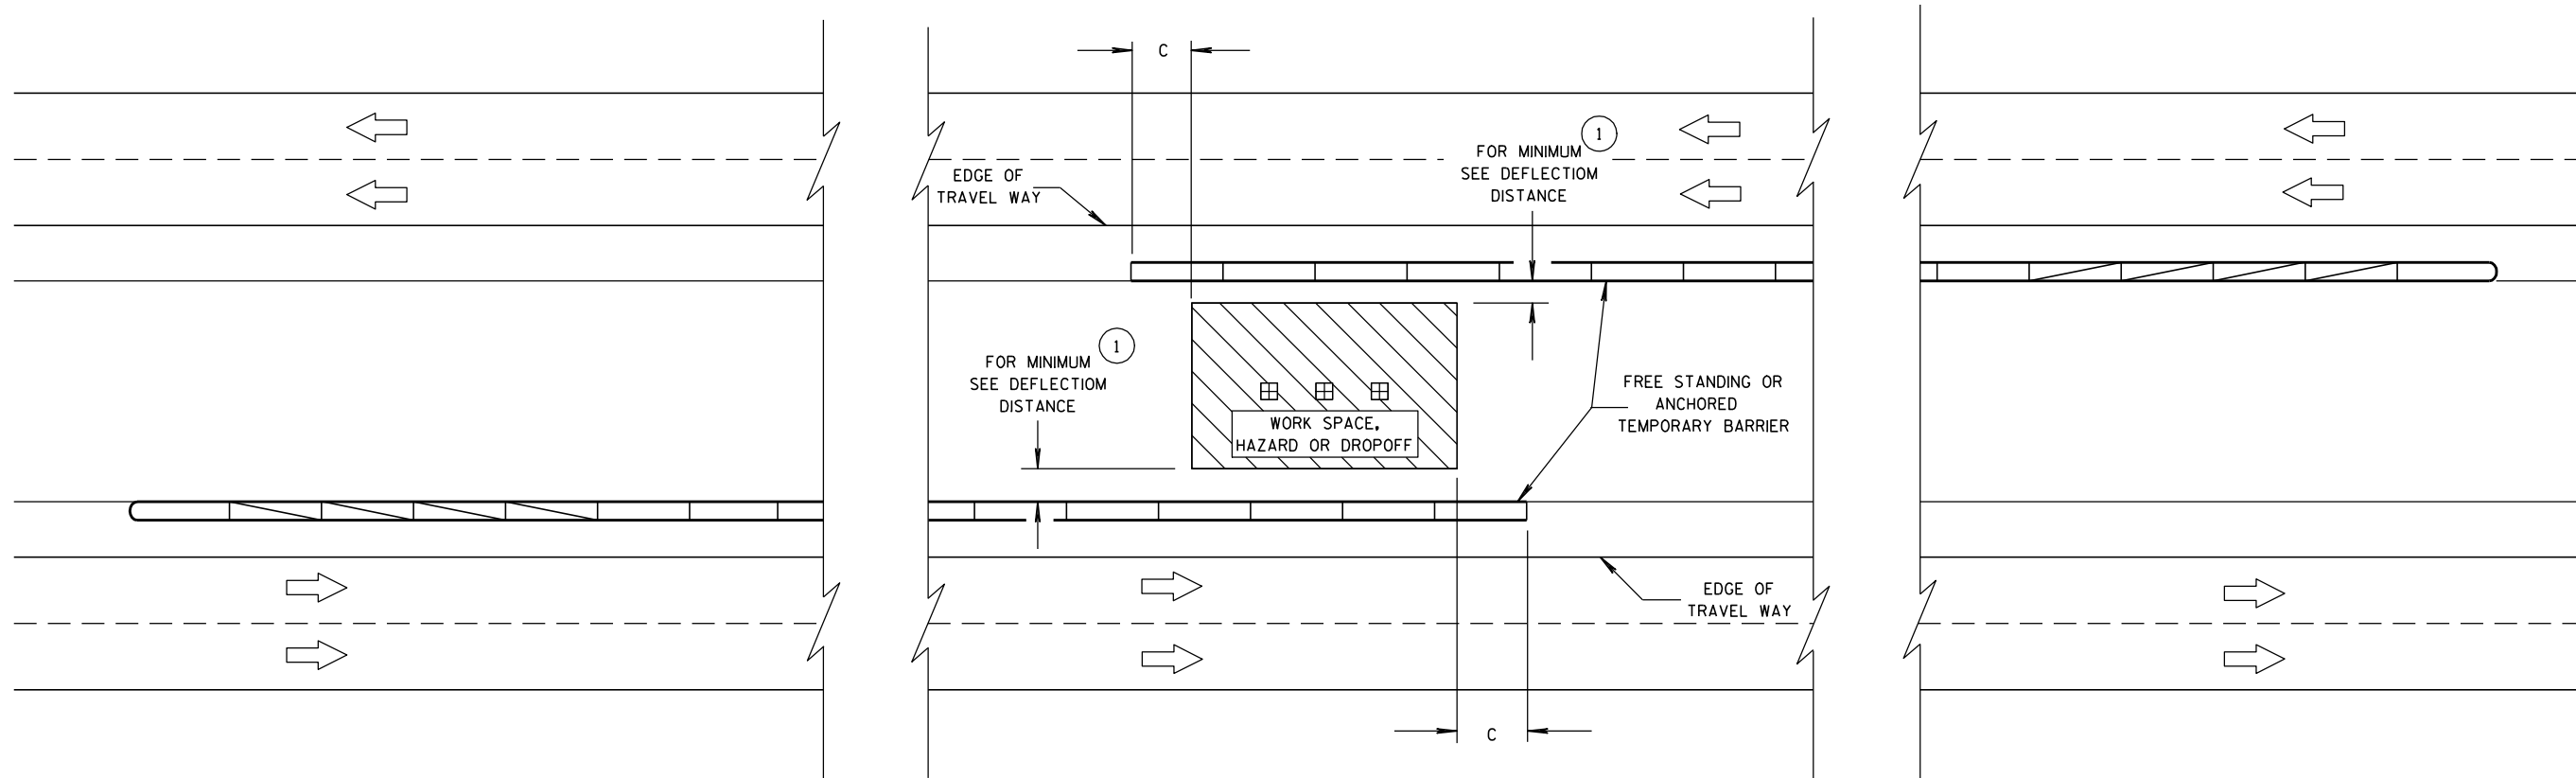 C
1
FOR MINIMUM
SEE DEFLECTIOM
DISTANCE
EDGE OF
TRAVEL WAY
1
FOR MINIMUM
SEE DEFLECTIOM
DISTANCE
FREE STANDING OR
ANCHORED
TEMPORARY BARRIER
WORK SPACE,
HAZARD OR DROPOFF
EDGE OF
TRAVEL WAY
C